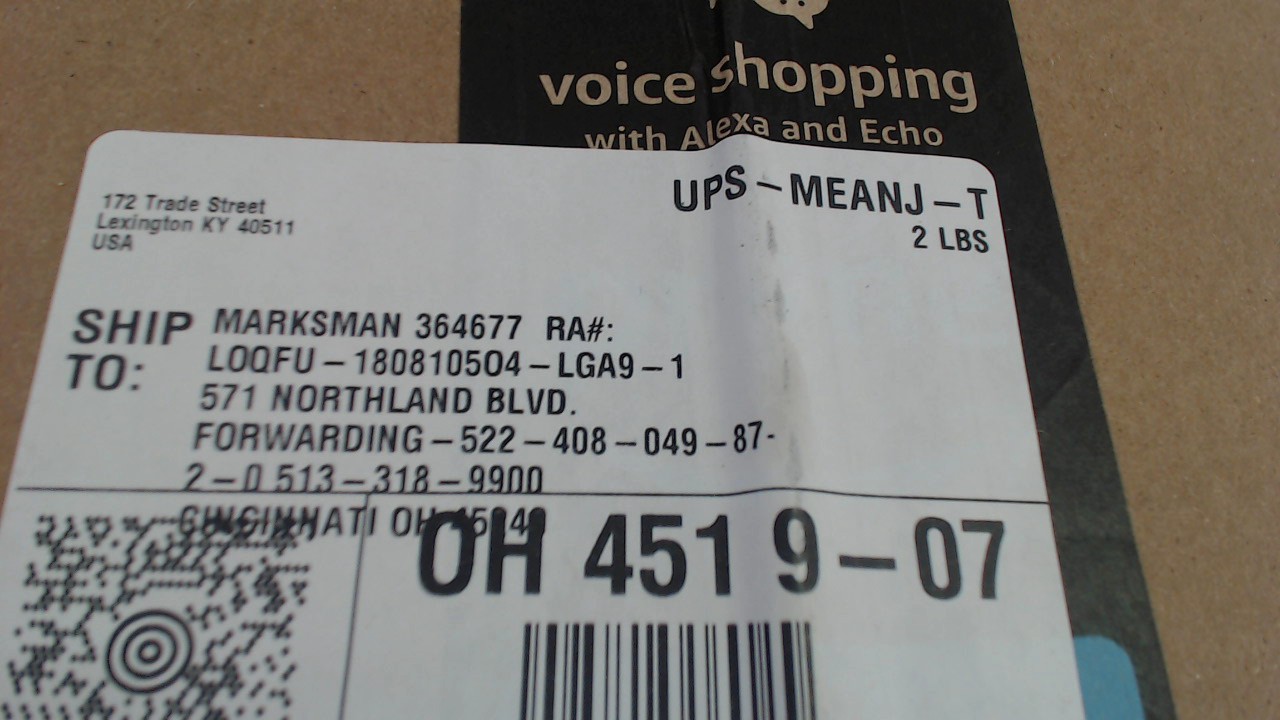 voice shopping
with Alexa and Echo
UPS-MEANJ-T
2 LBS
172 Trade Street
Lexington KY 40511
USA
SHIP TO:
MARKSMAN 364677 RA#:
LOQFU-180810504-LGA9-1
571 NORTHLAND BLVD.
FORWARDING-522-408-049-87-
2-0 513-318-9900
CINCINNATI OH
OH 451 9-07